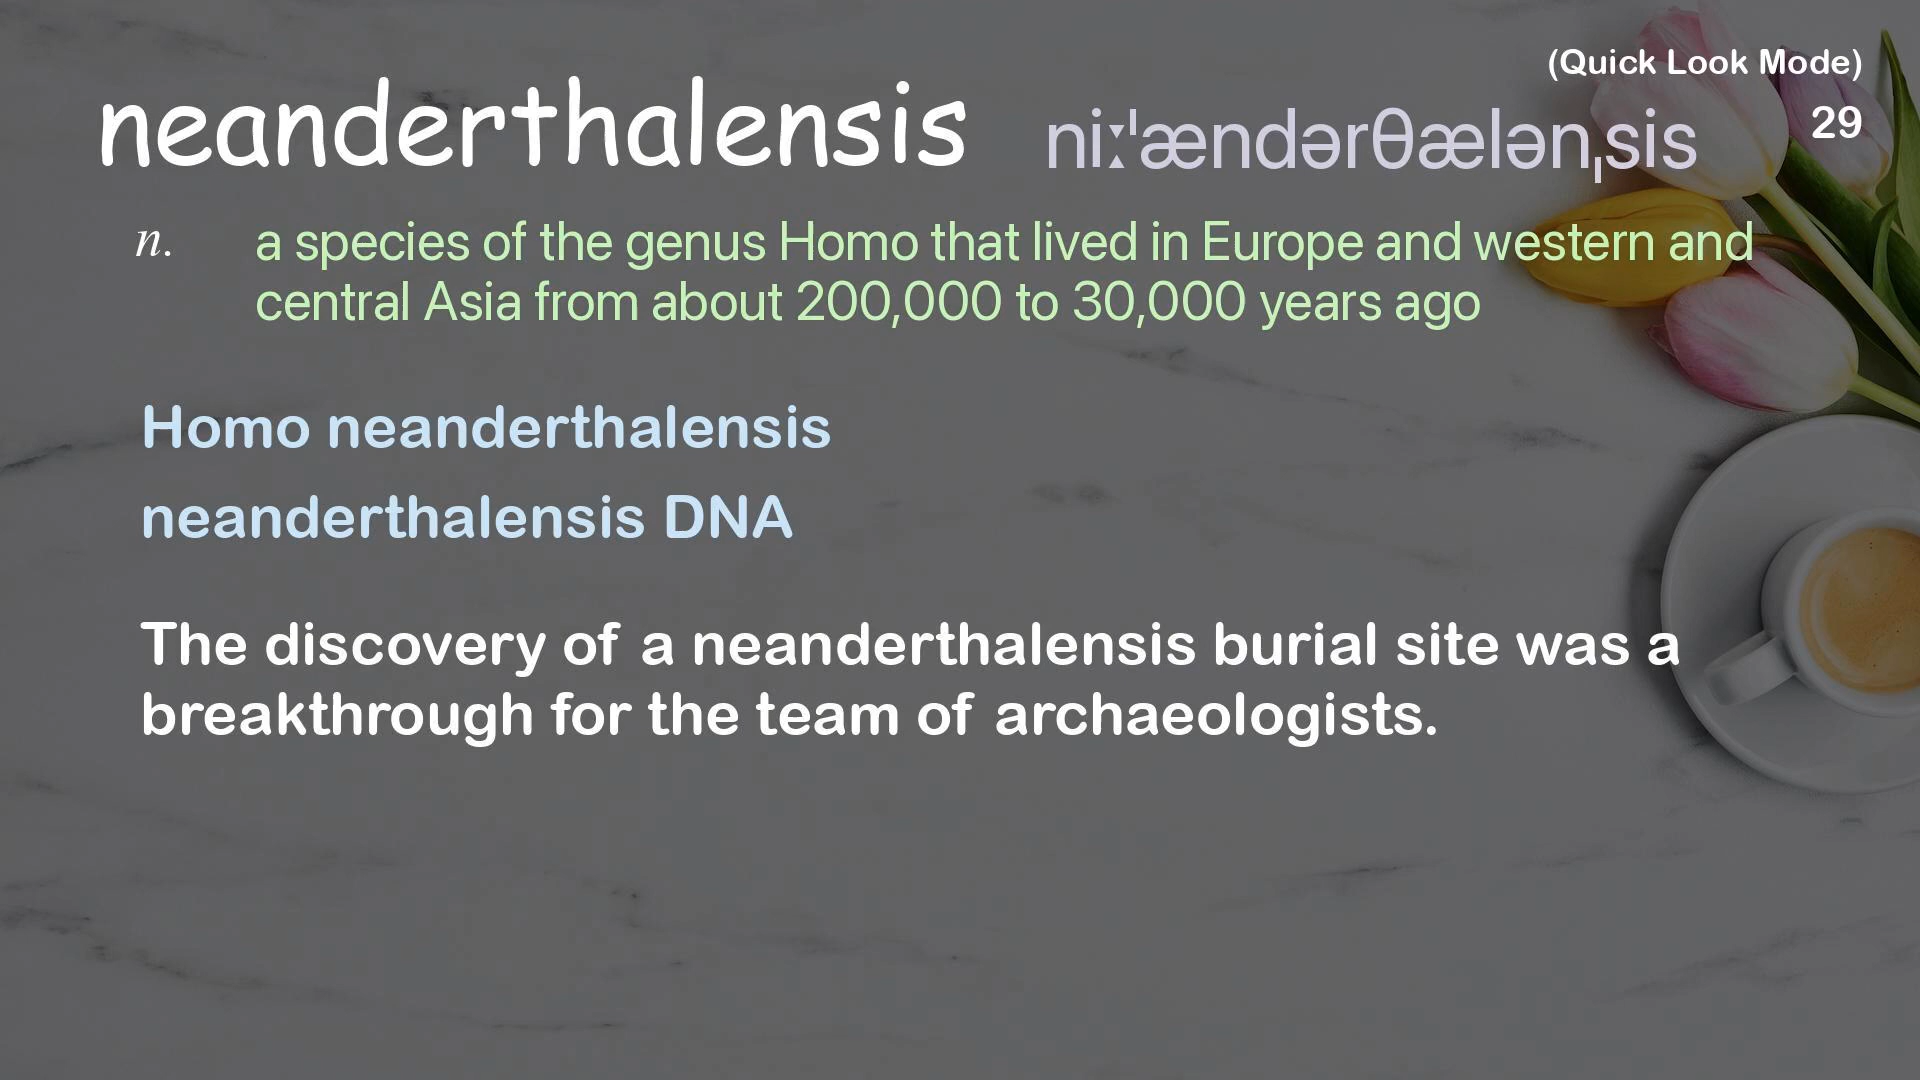 (Quick Look Mode)
neanderthalensis niːˈændərθælənˌsis 29
n. a species of the genus Homo that lived in Europe and western and
central Asia from about 200,000 to 30,000 years ago
Homo neanderthalensis
neanderthalensis DNA
The discovery of a neanderthalensis burial site was a
breakthrough for the team of archaeologists.